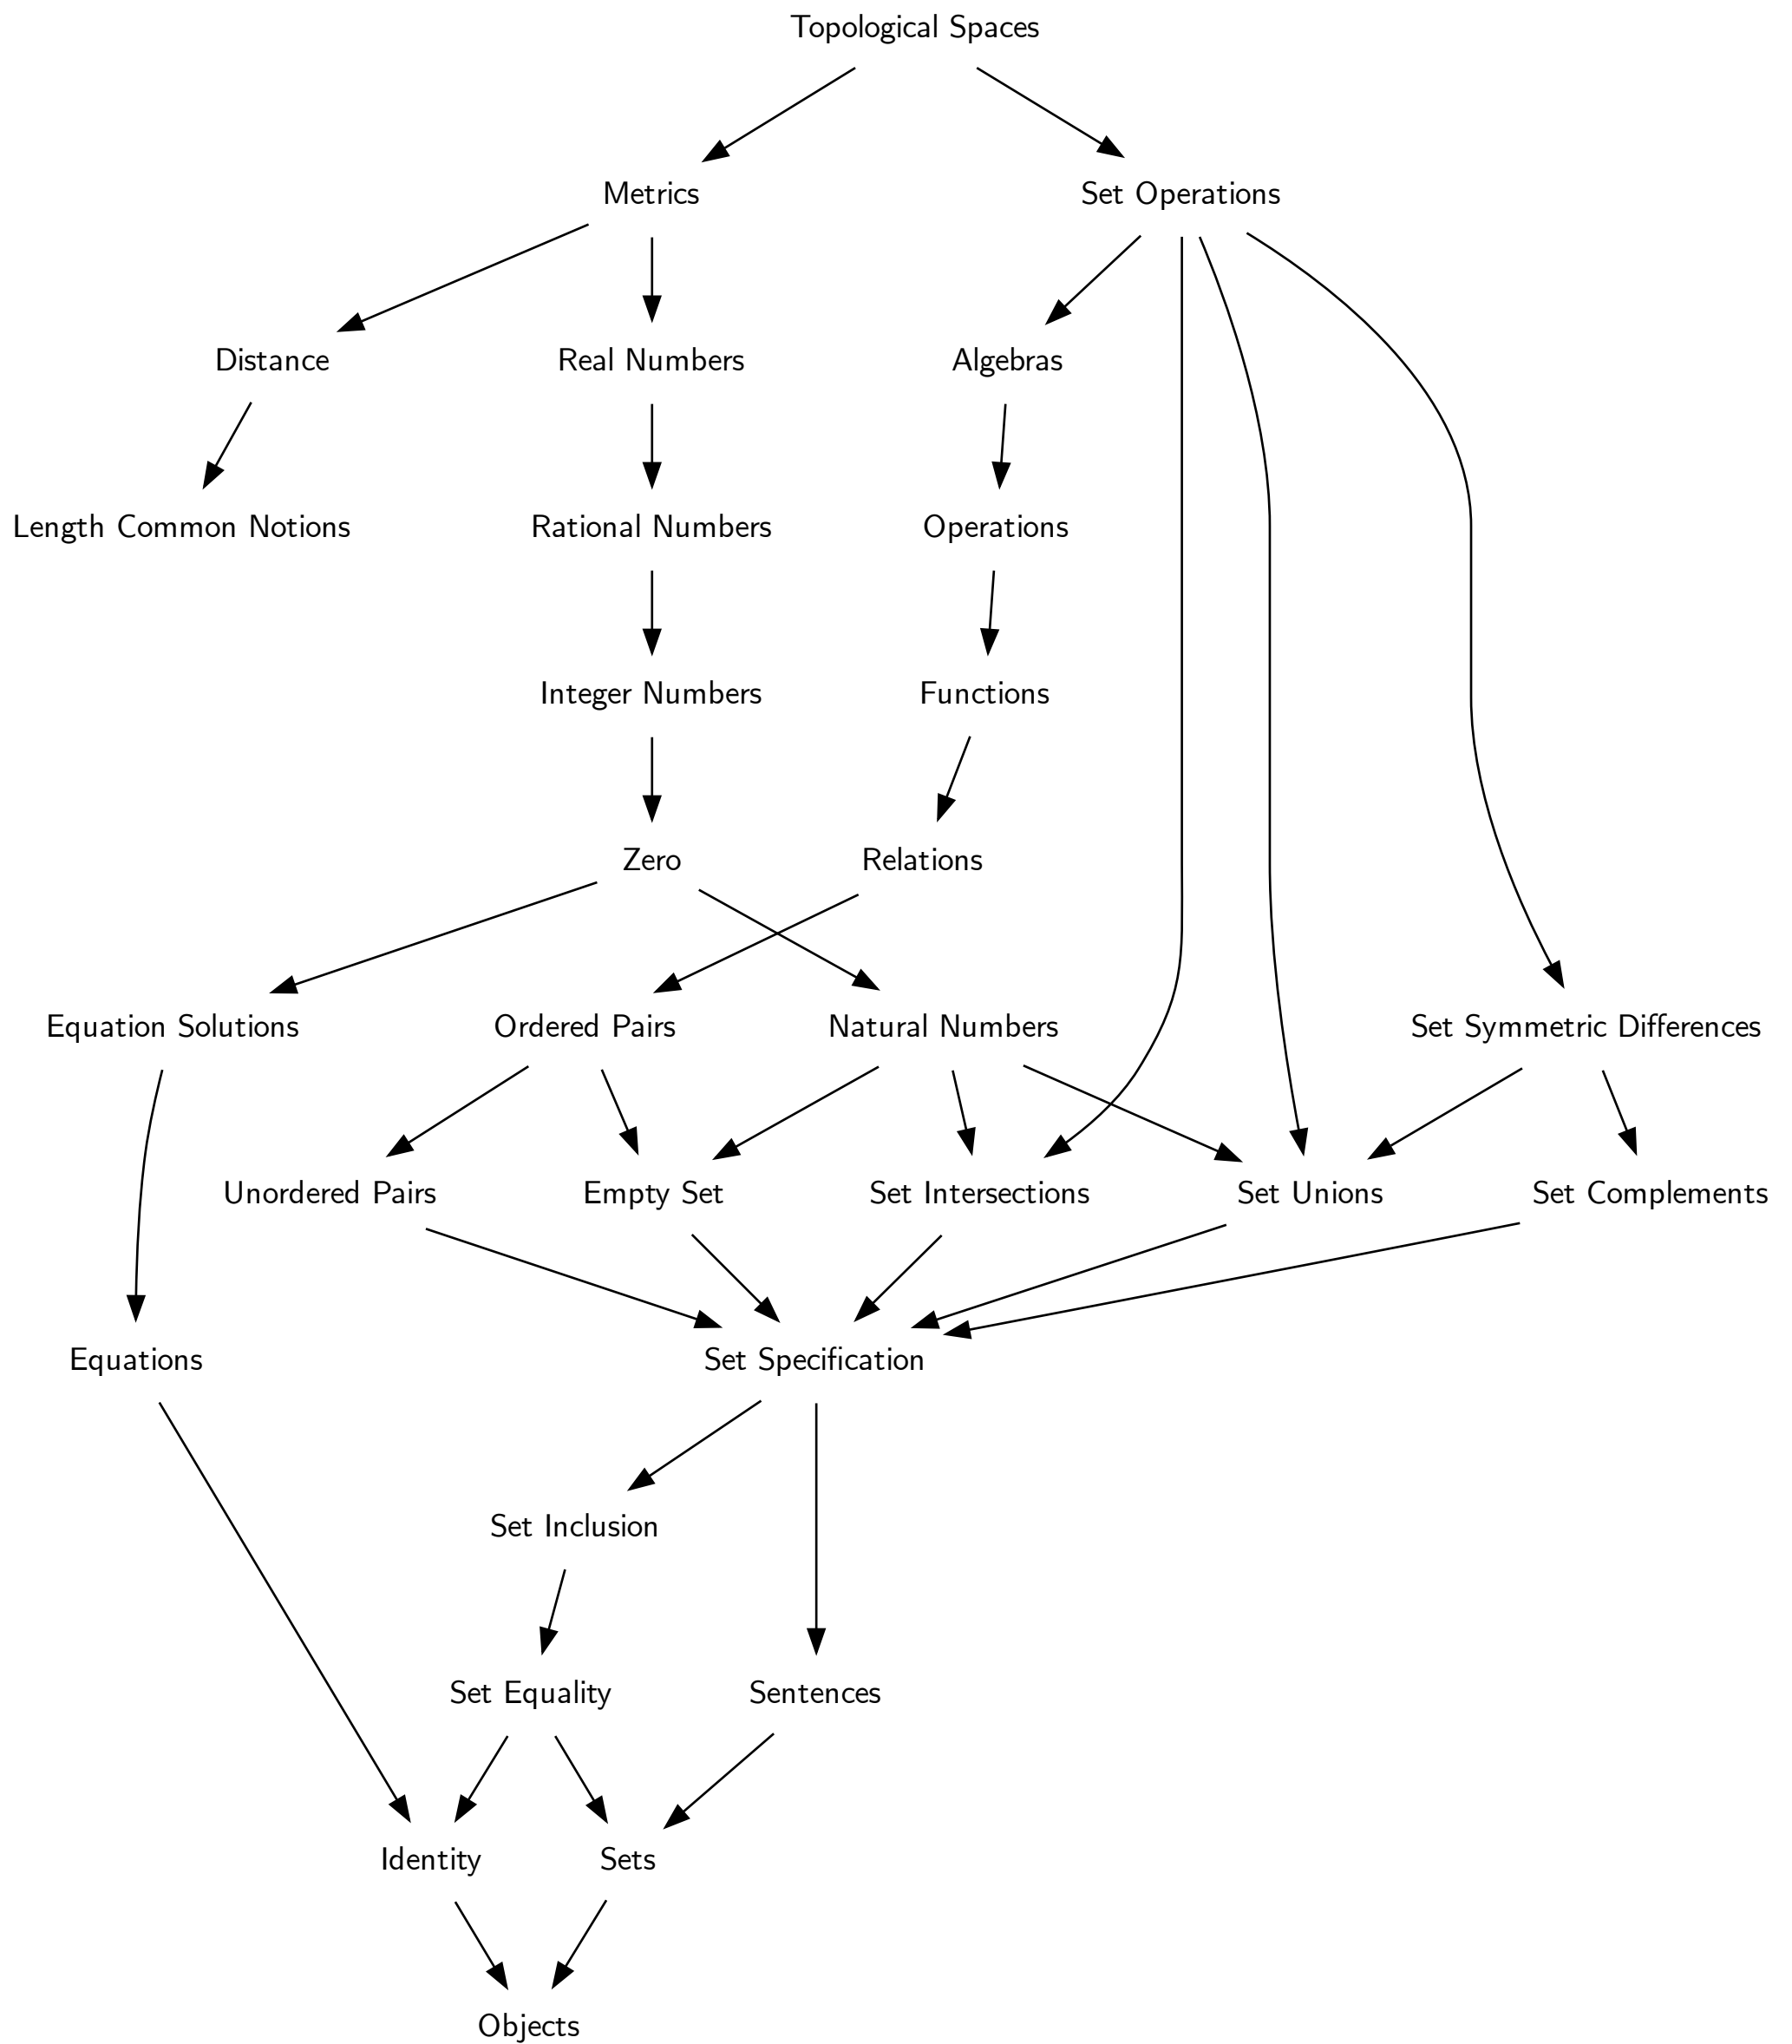 Topological Spaces
Metrics
Set Operations
Distance
Real Numbers
Algebras
Length Common Notions
Rational Numbers
Operations
Integer Numbers
Functions
Zero
Relations
Equation Solutions
Ordered Pairs
Natural Numbers
Set Symmetric Differences
Unordered Pairs
Empty Set
Set Intersections
Set Unions
Set Complements
Equations
Set Specification
Set Inclusion
Set Equality
Sentences
Identity
Sets
Objects